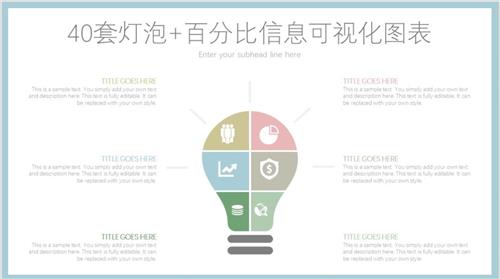 40套灯泡+百分比信息可视化图表
Enter your subhead line here
TITLE GOES HERE
This is a sample text. You simply add your own text
and description here. This text is fully editable. It can
be replaced with your own style.
TITLE GOES HERE
This is a sample text. You simply add your own text
and description here. This text is fully editable. It can
be replaced with your own style.
TITLE GOES HERE
This is a sample text. You simply add your own text
and description here. This text is fully editable. It can
be replaced with your own style.
TITLE GOES HERE
This is a sample text. You simply add your own text
and description here. This text is fully editable. It can
be replaced with your own style.
TITLE GOES HERE
This is a sample text. You simply add your own text
and description here. This text is fully editable. It can
be replaced with your own style.
TITLE GOES HERE
This is a sample text. You simply add your own text
and description here. This text is fully editable. It can
be replaced with your own style.
$